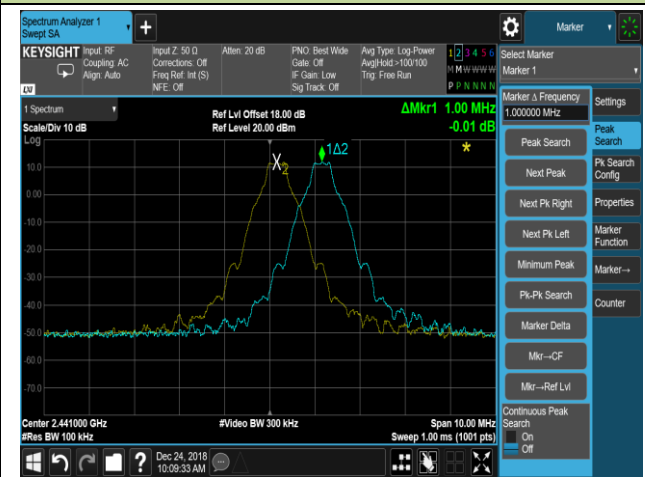 Spectrum Analyzer 1
Swept SA
+
Marker
KEYSIGHT
LXI
Input: RF
Coupling: AC
Align: Auto
Input Z: 50 Ω
Corrections: Off
Freq Ref: Int (S)
NFE: Off
Atten: 20 dB
PNO: Best Wide
Gate: Off
IF Gain: Low
Sig Track: Off
Avg Type: Log-Power
Avg|Hold:>100/100
Trig: Free Run
1 2 3 4 5 6
M M W W W W
P P N N N N
Select Marker
Marker 1
1 Spectrum
Scale/Div 10 dB
Log
Ref Lvl Offset 18.00 dB
Ref Level 20.00 dBm
ΔMkr1 1.00 MHz
-0.01 dB
*
10.0
0.00
-10.0
-20.0
-30.0
-40.0
-50.0
-60.0
-70.0
X2
1Δ2
Center 2.441000 GHz
#Res BW 100 kHz
#Video BW 300 kHz
Span 10.00 MHz
Sweep 1.00 ms (1001 pts)
Marker Δ Frequency
1.000000 MHz
Peak Search
Next Peak
Next Pk Right
Next Pk Left
Minimum Peak
Pk-Pk Search
Marker Delta
Mkr→CF
Mkr→Ref Lvl
Continuous Peak
Search
On
Off
Settings
Peak
Search
Pk Search
Config
Properties
Marker
Function
Marker→
Counter
?
Dec 24, 2018
10:09:33 AM